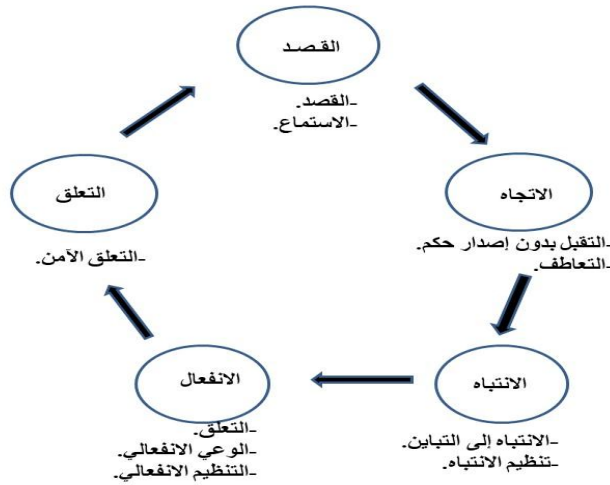 القصد
-القصد.
-الاستماع.
الاتجاه
-التقبل بدون إصدار حكم.
-التعاطف.
الانتباه
-الانتباه إلى التباين.
-تنظيم الانتباه.
الانفعال
-التعلق.
-الوعي الانفعالي.
-التنظيم الانفعالي.
التعلق
-التعلق الآمن.